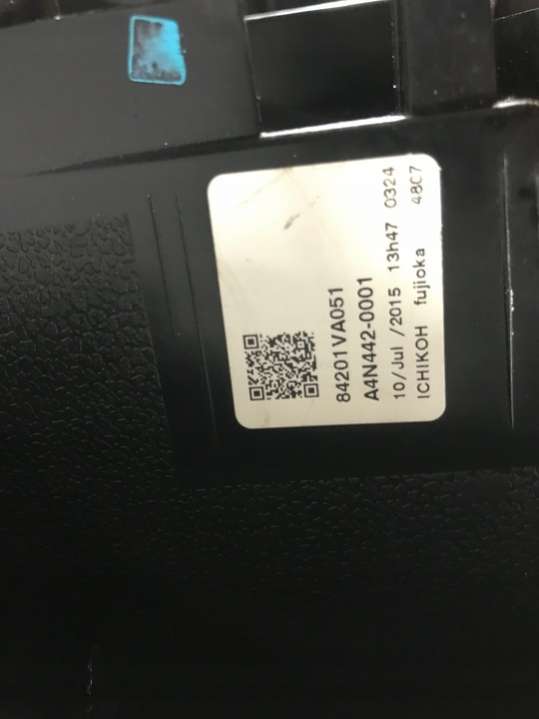 84201VA051
A4N442-0001
10/Jul /2015 13h47 0324
ICHIKOH fujioka 48C7